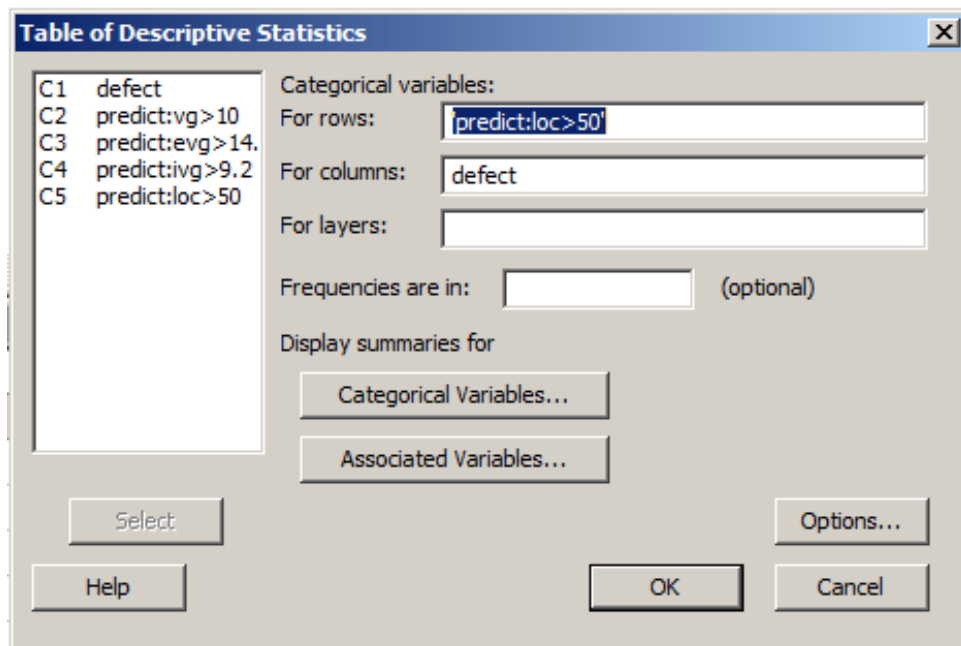 Table of Descriptive Statistics
C1 defect
C2 predict:vg>10
C3 predict:evg>14.
C4 predict:ivg>9.2
C5 predict:loc>50
Categorical variables:
For rows: 'predict:loc>50'
For columns: defect
For layers:
Frequencies are in: (optional)
Display summaries for
Categorical Variables...
Associated Variables...
Select
Options...
Help
OK
Cancel